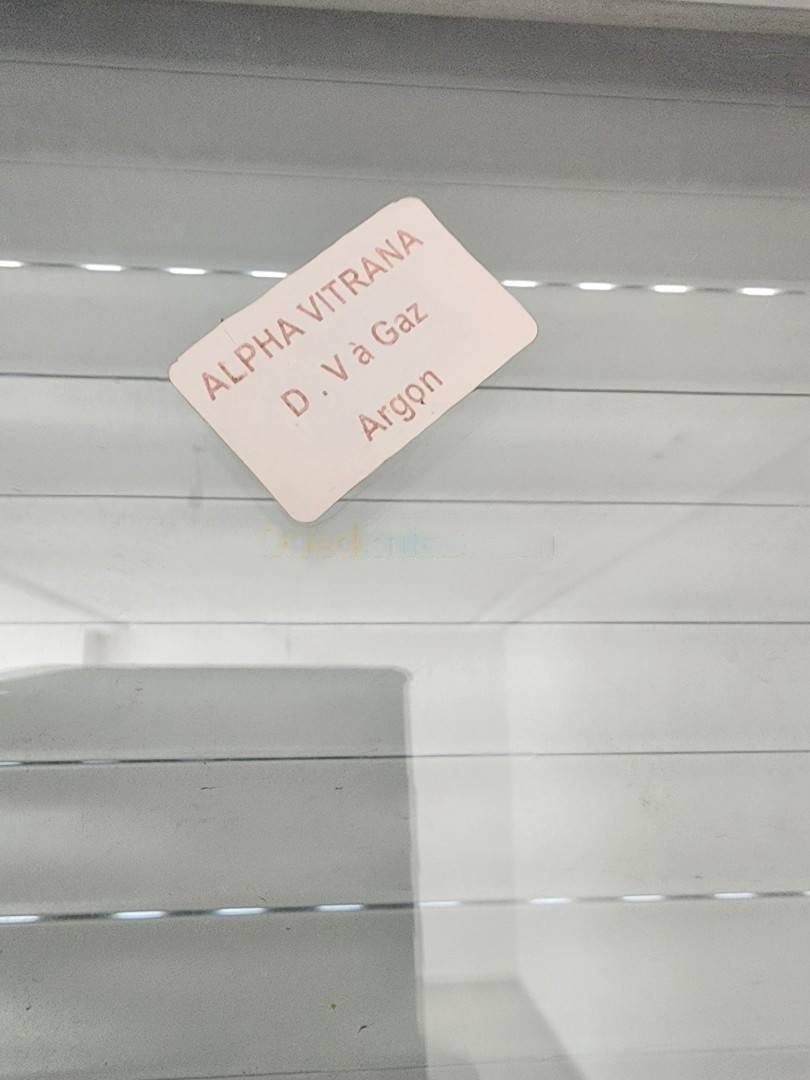 ALPHA VITRANA
D . V à Gaz
Argon